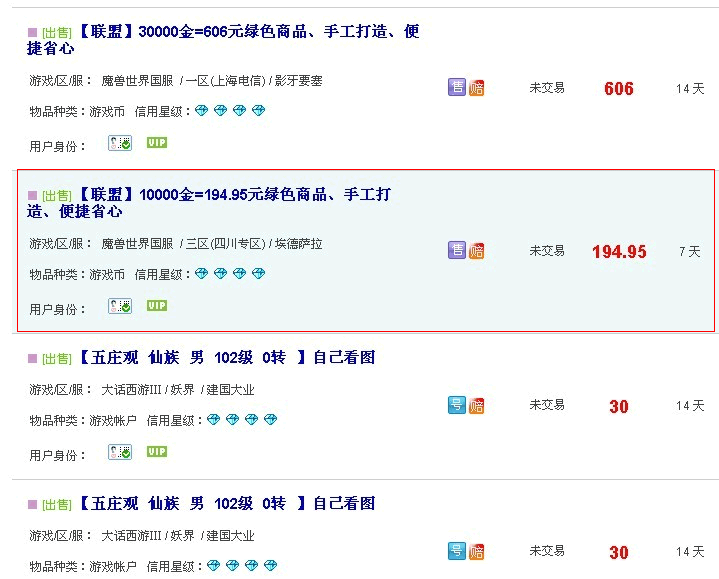 [出售]【联盟】30000金=606元绿色商品、手工打造、便
捷省心
游戏/区/服： 魔兽世界国服 / 一区(上海电信) / 影牙要塞
售 赔 未交易 606 14 天
物品种类：游戏币 信用星级：
用户身份： VIP
[出售]【联盟】10000金=194.95元绿色商品、手工打
造、便捷省心
游戏/区/服： 魔兽世界国服 / 三区(四川专区) / 埃德萨拉
售 赔 未交易 194.95 7 天
物品种类：游戏币 信用星级：
用户身份： VIP
[出售]【五庄观 仙族 男 102级 0转 】自己看图
游戏/区/服： 大话西游III / 妖界 / 建国大业
号 赔 未交易 30 14 天
物品种类：游戏帐户 信用星级：
用户身份： VIP
[出售]【五庄观 仙族 男 102级 0转 】自己看图
游戏/区/服： 大话西游III / 妖界 / 建国大业
号 赔 未交易 30 14 天
物品种类：游戏帐户 信用星级：